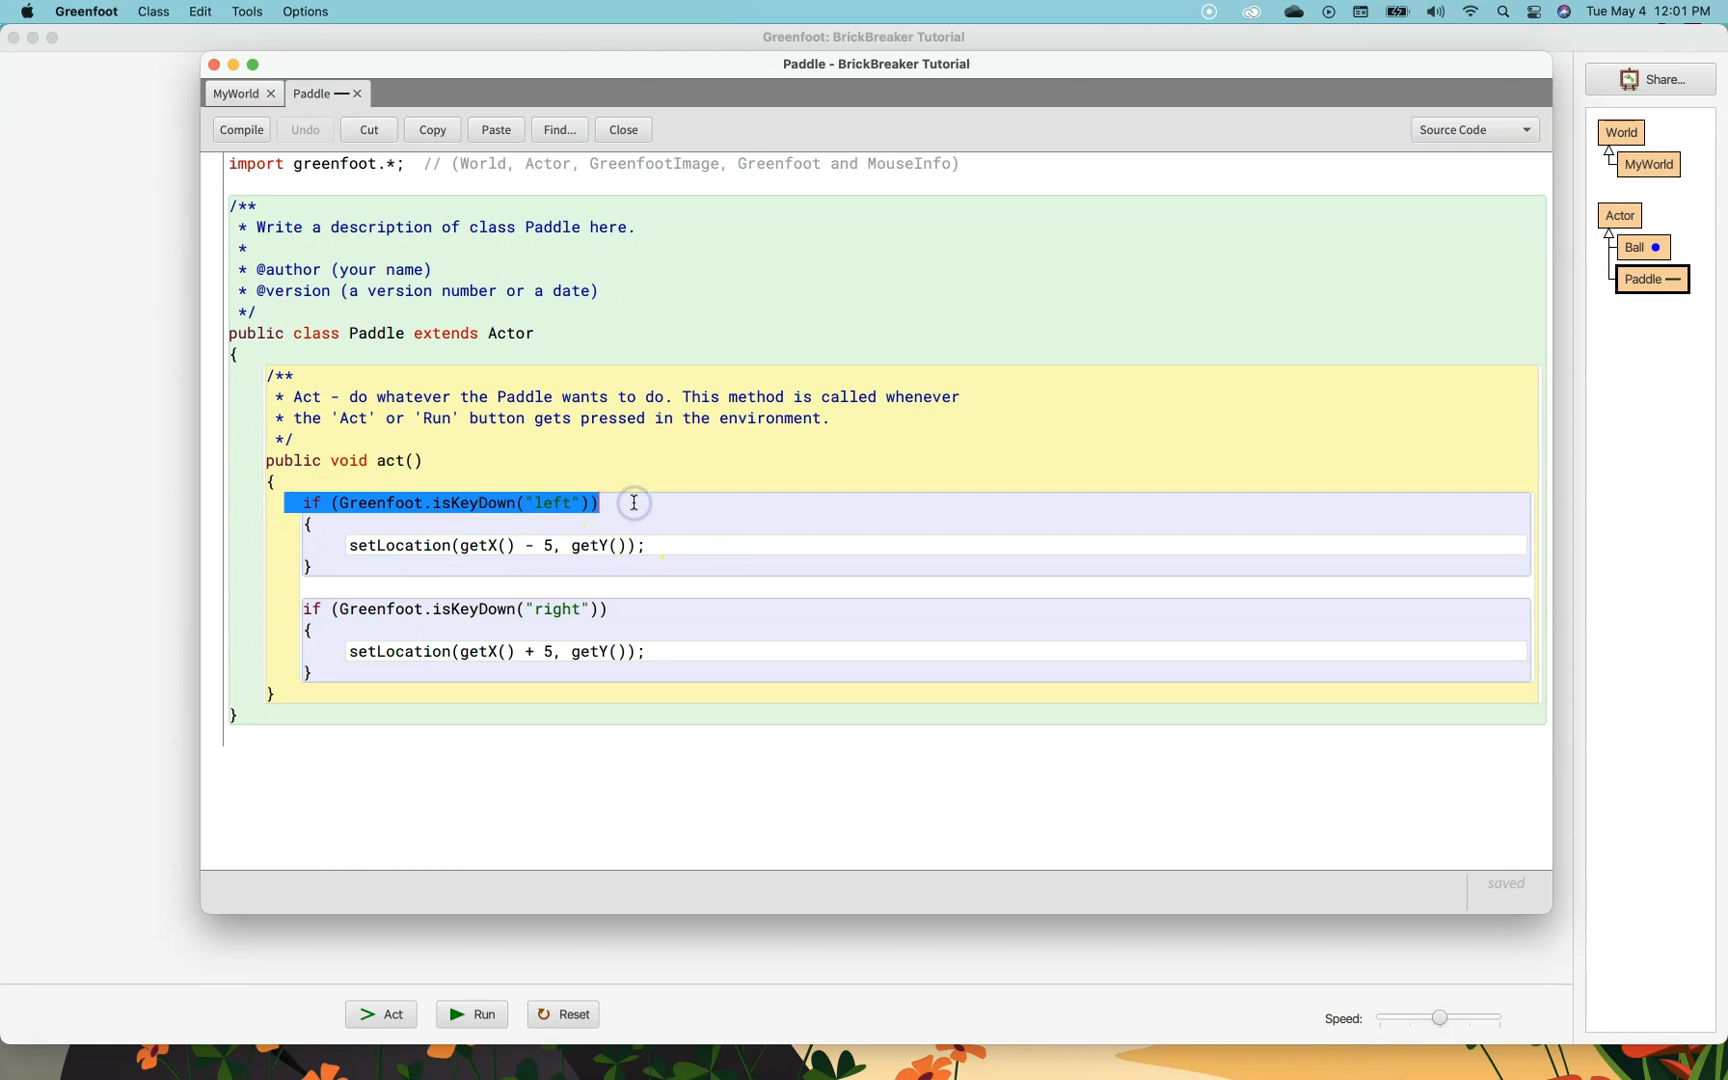 Greenfoot Class Edit Tools Options Tue May 4 12:01 PM
Greenfoot: BrickBreaker Tutorial
Paddle - BrickBreaker Tutorial
MyWorld Paddle
Compile Undo Cut Copy Paste Find... Close Source Code
import greenfoot.*; // (World, Actor, GreenfootImage, Greenfoot and MouseInfo)
/**
* Write a description of class Paddle here.
*
* @author (your name)
* @version (a version number or a date)
*/
public class Paddle extends Actor
{
/**
* Act - do whatever the Paddle wants to do. This method is called whenever
* the 'Act' or 'Run' button gets pressed in the environment.
*/
public void act()
{
if (Greenfoot.isKeyDown("left"))
{
setLocation(getX() - 5, getY());
}
if (Greenfoot.isKeyDown("right"))
{
setLocation(getX() + 5, getY());
}
}
}
saved
Share...
World
MyWorld
Actor
Ball
Paddle
Act Run Reset Speed: